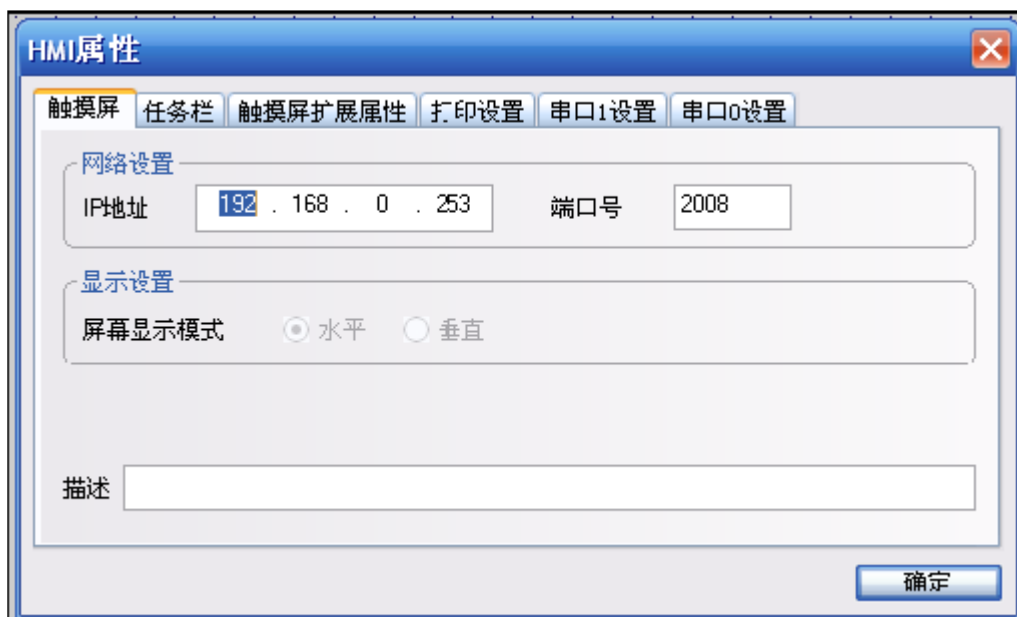 HMI属性
触摸屏 任务栏 触摸屏扩展属性 打印设置 串口1设置 串口0设置
网络设置
IP地址 192 . 168 . 0 . 253 端口号 2008
显示设置
屏幕显示模式 水平 垂直
描述
确定